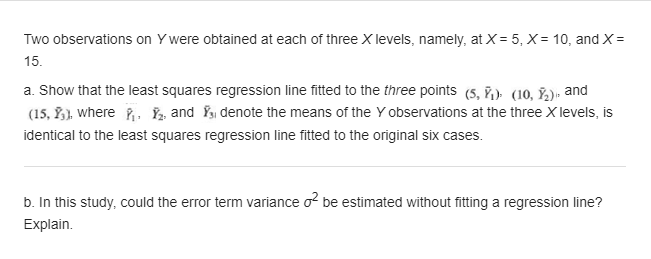 Two observations on Y were obtained at each of three X levels, namely, at X = 5, X = 10, and X =
15.
a. Show that the least squares regression line fitted to the three points (5, Ȳ₁), (10, Ȳ₂), and
(15, Ȳ₃), where Ȳ₁, Ȳ₂, and Ȳ₃, denote the means of the Y observations at the three X levels, is
identical to the least squares regression line fitted to the original six cases.
b. In this study, could the error term variance σ² be estimated without fitting a regression line?
Explain.